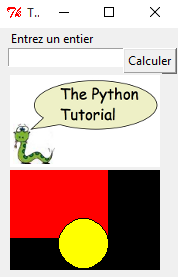 T..
Entrez un entier
Calculer
The Python
Tutorial